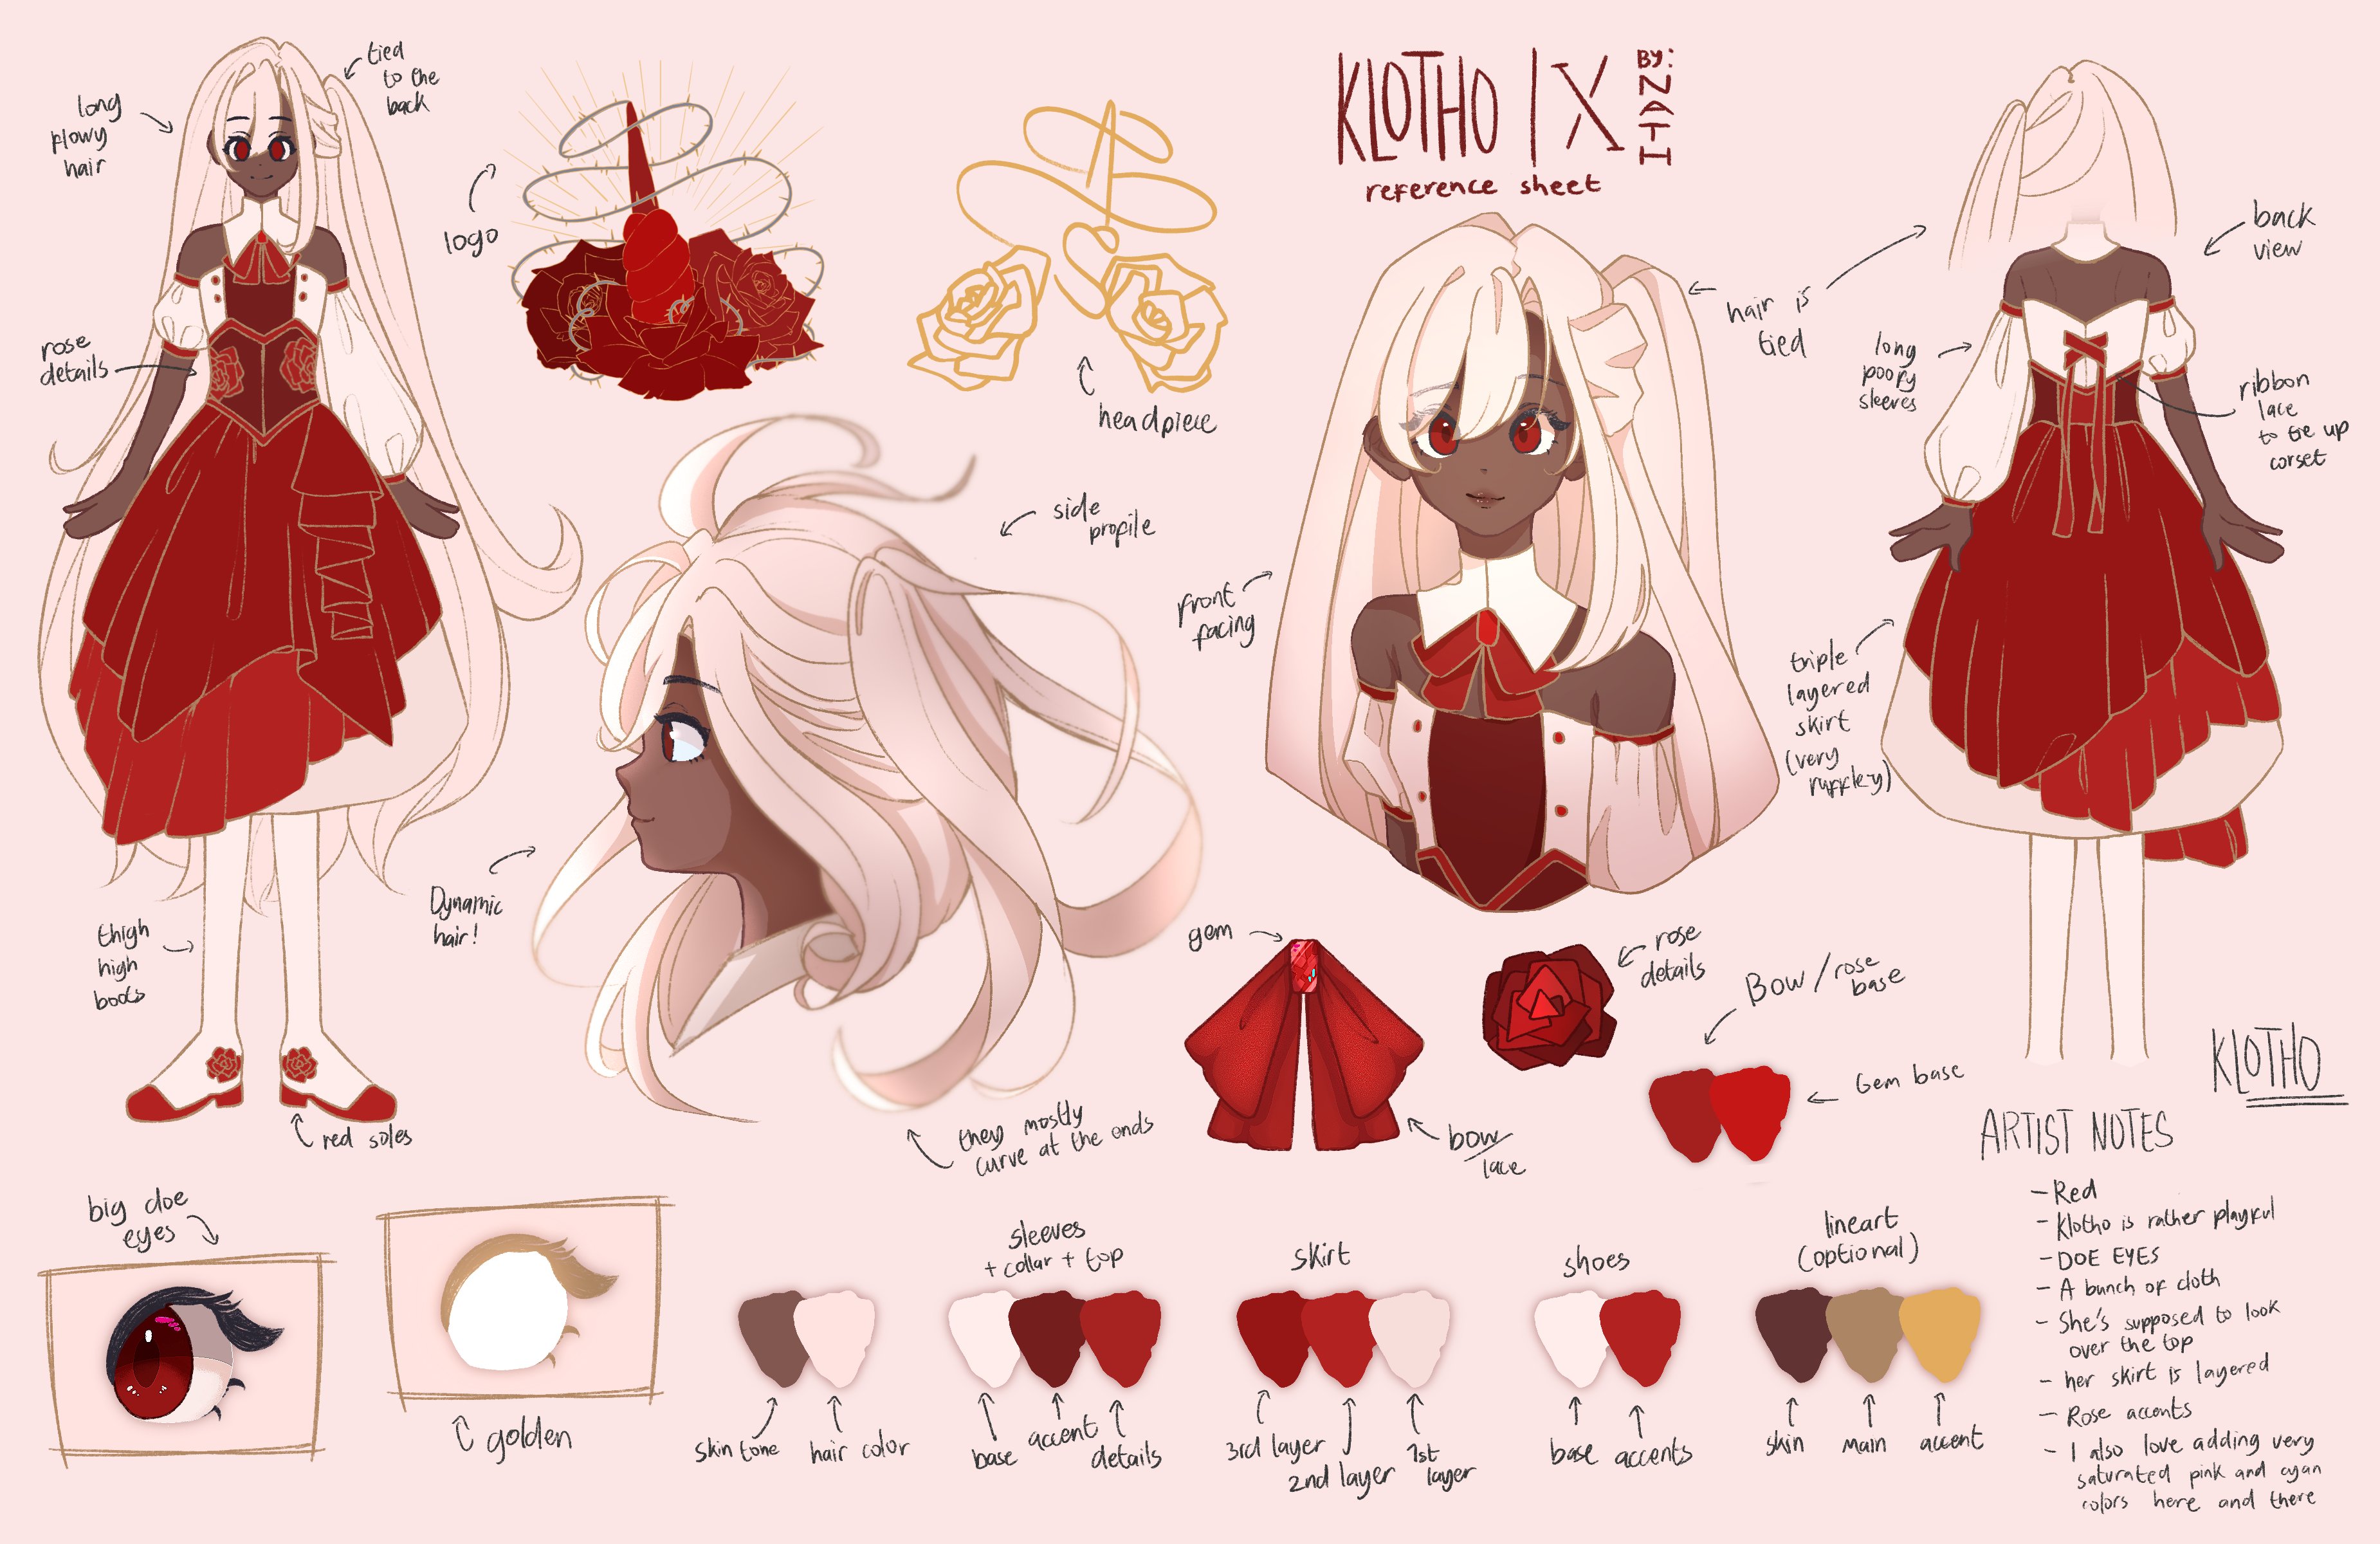 KLOTHO | X
BY:
NATI
reference sheet
tied
to the
back
long
flowy
hair
logo
headpiece
rose
details
side
profile
hair is
tied
back
view
long
poofy
sleeves
ribbon
lace
to tie up
corset
front
facing
triple
layered
skirt
(very
ruffley)
Dynamic
hair!
thigh
high
boots
red soles
they mostly
curve at the ends
gem
rose
details
bow/
lace
Bow/rose
base
Gem base
KLOTHO
ARTIST NOTES
- Red
- Klotho is rather playful
- DOE EYES
- A bunch of cloth
- She's supposed to look
over the top
- her skirt is layered
- Rose accents
- I also love adding very
saturated pink and cyan
colors here and there
big doe
eyes
golden
skin tone
hair color
sleeves
+ collar + top
base
accent
details
skirt
3rd layer
2nd layer
1st
layer
shoes
base
accents
lineart
(optional)
skin
main
accent